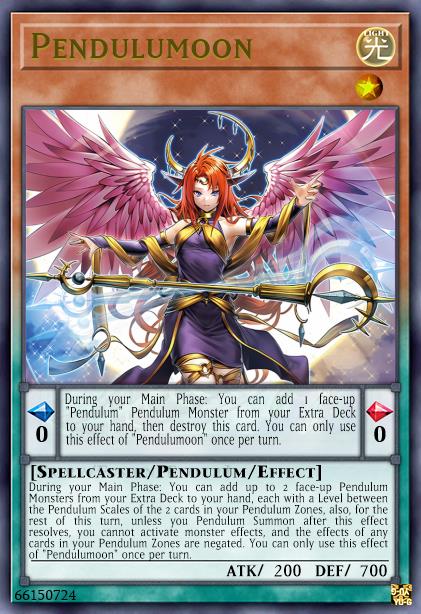 PENDULUMOON
LIGHT
光
During your Main Phase: You can add 1 face-up
"Pendulum" Pendulum Monster from your Extra Deck
to your hand, then destroy this card. You can only use
this effect of "Pendulumoon" once per turn.
0
0
[SPELLCASTER/PENDULUM/EFFECT]
During your Main Phase: You can add up to 2 face-up Pendulum
Monsters from your Extra Deck to your hand, each with a Level between
the Pendulum Scales of the 2 cards in your Pendulum Zones, also, for the
rest of this turn, unless you Pendulum Summon after this effect
resolves, you cannot activate monster effects, and the effects of any
cards in your Pendulum Zones are negated. You can only use this effect
of "Pendulumoon" once per turn.
ATK/ 200 DEF/ 700
66150724